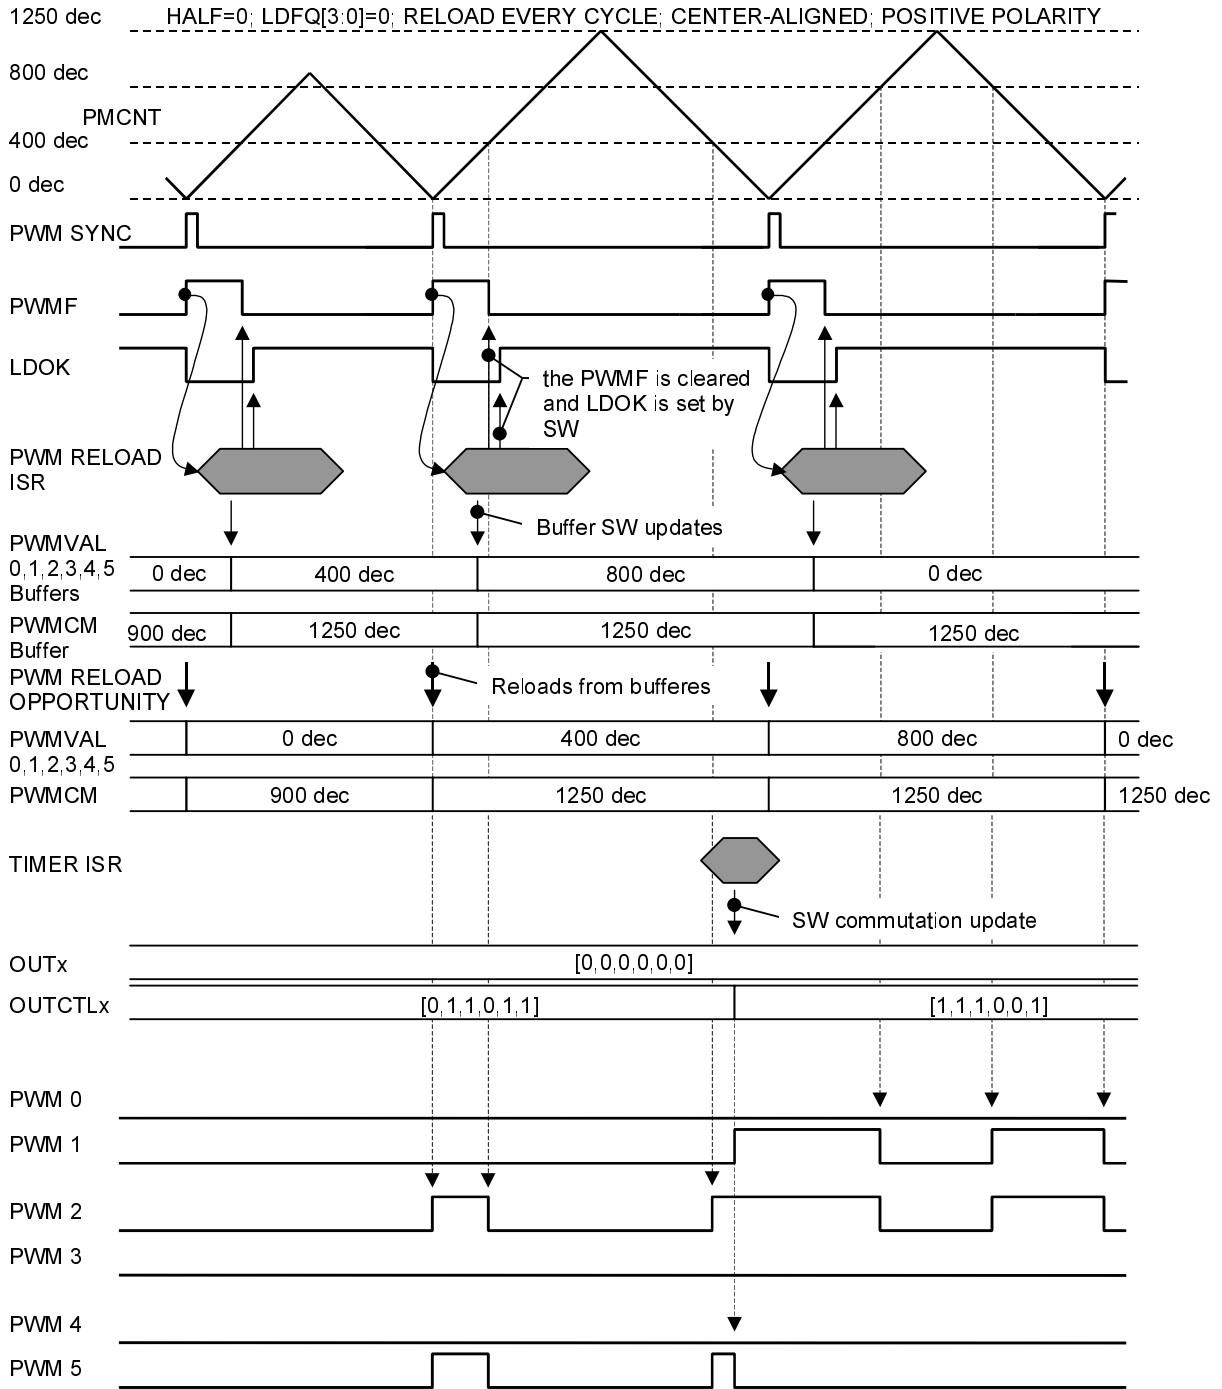 1250 dec
HALF=0; LDFQ[3:0]=0; RELOAD EVERY CYCLE; CENTER-ALIGNED; POSITIVE POLARITY
800 dec
PMCNT
400 dec
0 dec
PWM SYNC
PWMF
LDOK
the PWMF is cleared
and LDOK is set by
SW
PWM RELOAD
ISR
Buffer SW updates
PWMVAL
0,1,2,3,4,5
Buffers
0 dec
400 dec
800 dec
0 dec
PWMCM
Buffer
900 dec
1250 dec
1250 dec
1250 dec
PWM RELOAD
OPPORTUNITY
Reloads from bufferes
PWMVAL
0,1,2,3,4,5
0 dec
400 dec
800 dec
0 dec
PWMCM
900 dec
1250 dec
1250 dec
1250 dec
TIMER ISR
SW commutation update
OUTx
[0,0,0,0,0,0]
OUTCTLx
[0,1,1,0,1,1]
[1,1,1,0,0,1]
PWM 0
PWM 1
PWM 2
PWM 3
PWM 4
PWM 5